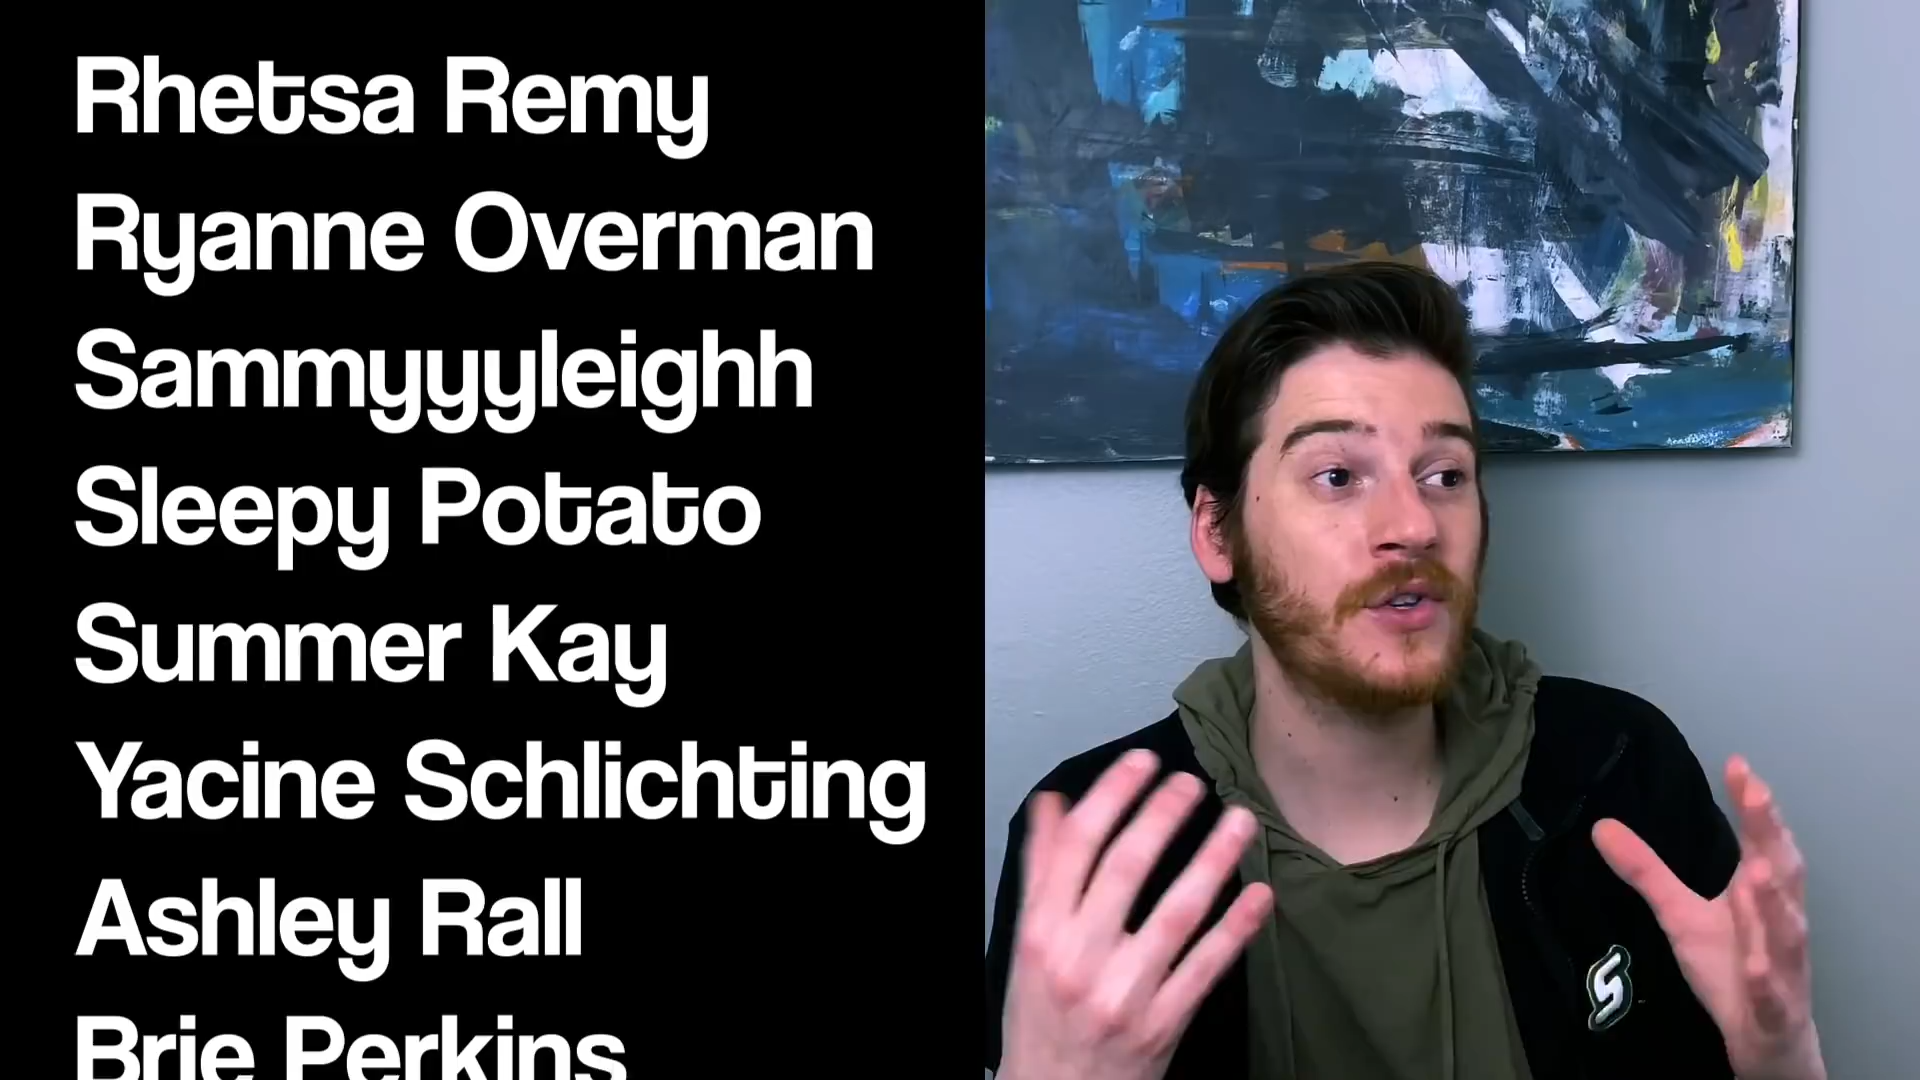 Rhetsa Remy
Ryanne Overman
Sammyyyleighh
Sleepy Potato
Summer Kay
Yacine Schlichting
Ashley Rall
Brie Perkins
S